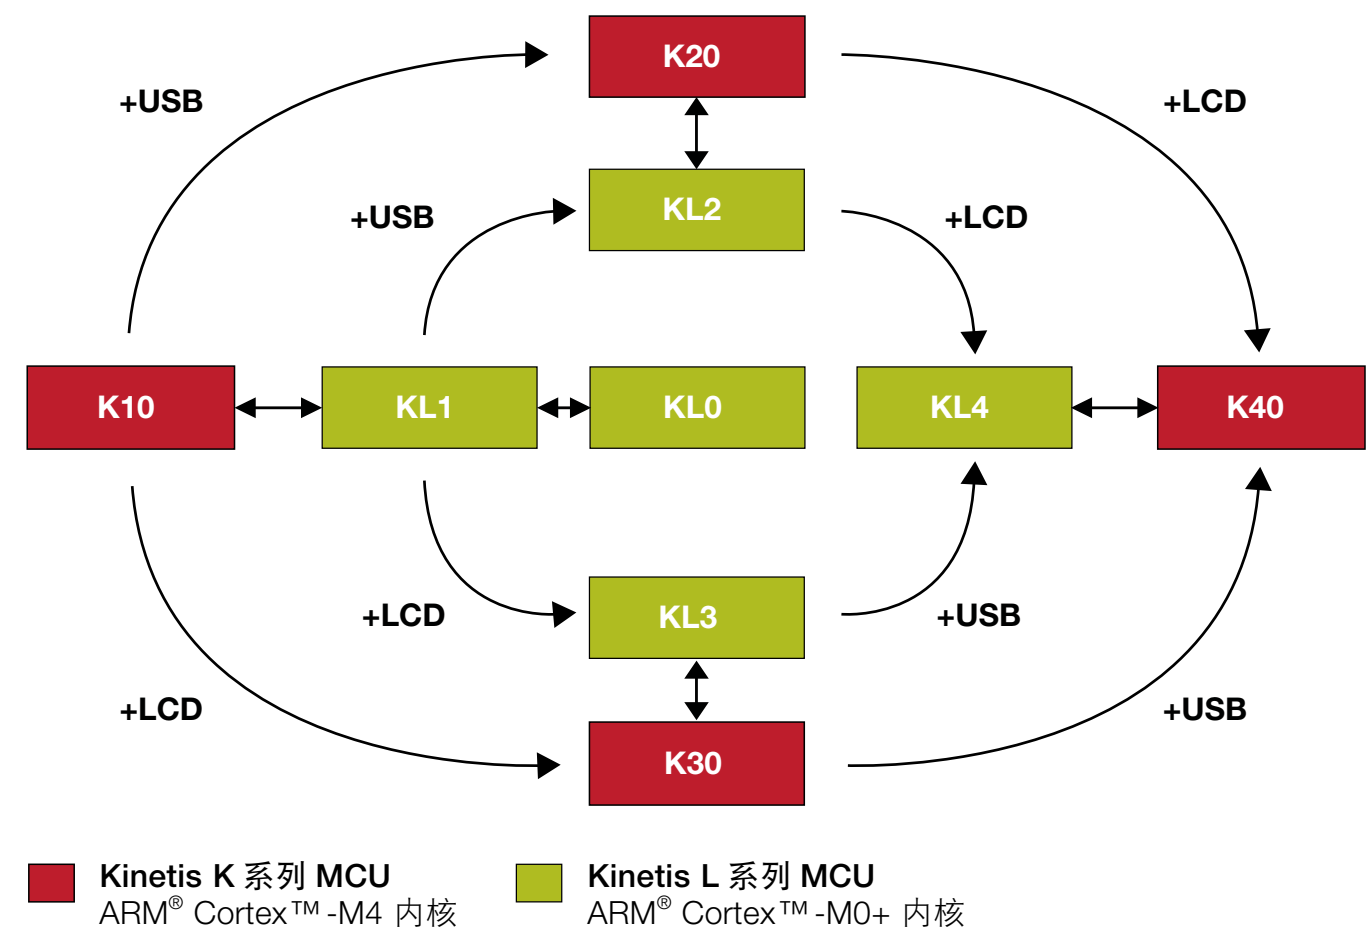 K20
+USB
+LCD
KL2
+USB
+LCD
K10
KL1
KL0
KL4
K40
KL3
+LCD
+USB
+LCD
+USB
K30
Kinetis K 系列 MCU
ARM® Cortex™-M4 内核
Kinetis L 系列 MCU
ARM® Cortex™-M0+ 内核